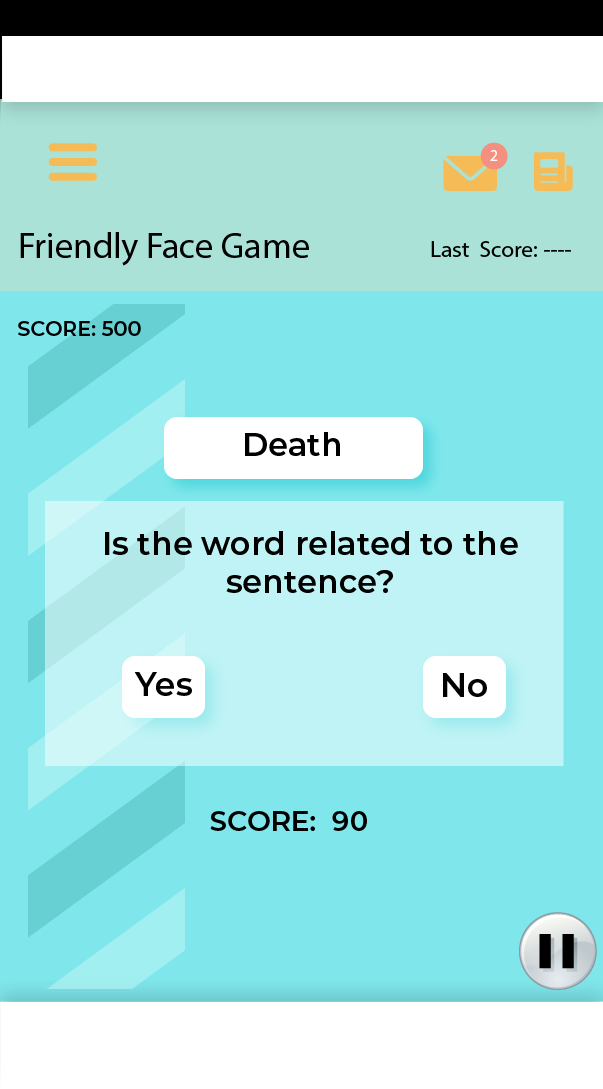 2
Friendly Face Game
Last Score: ----
SCORE: 500
Death
Is the word related to the
sentence?
Yes
No
SCORE: 90